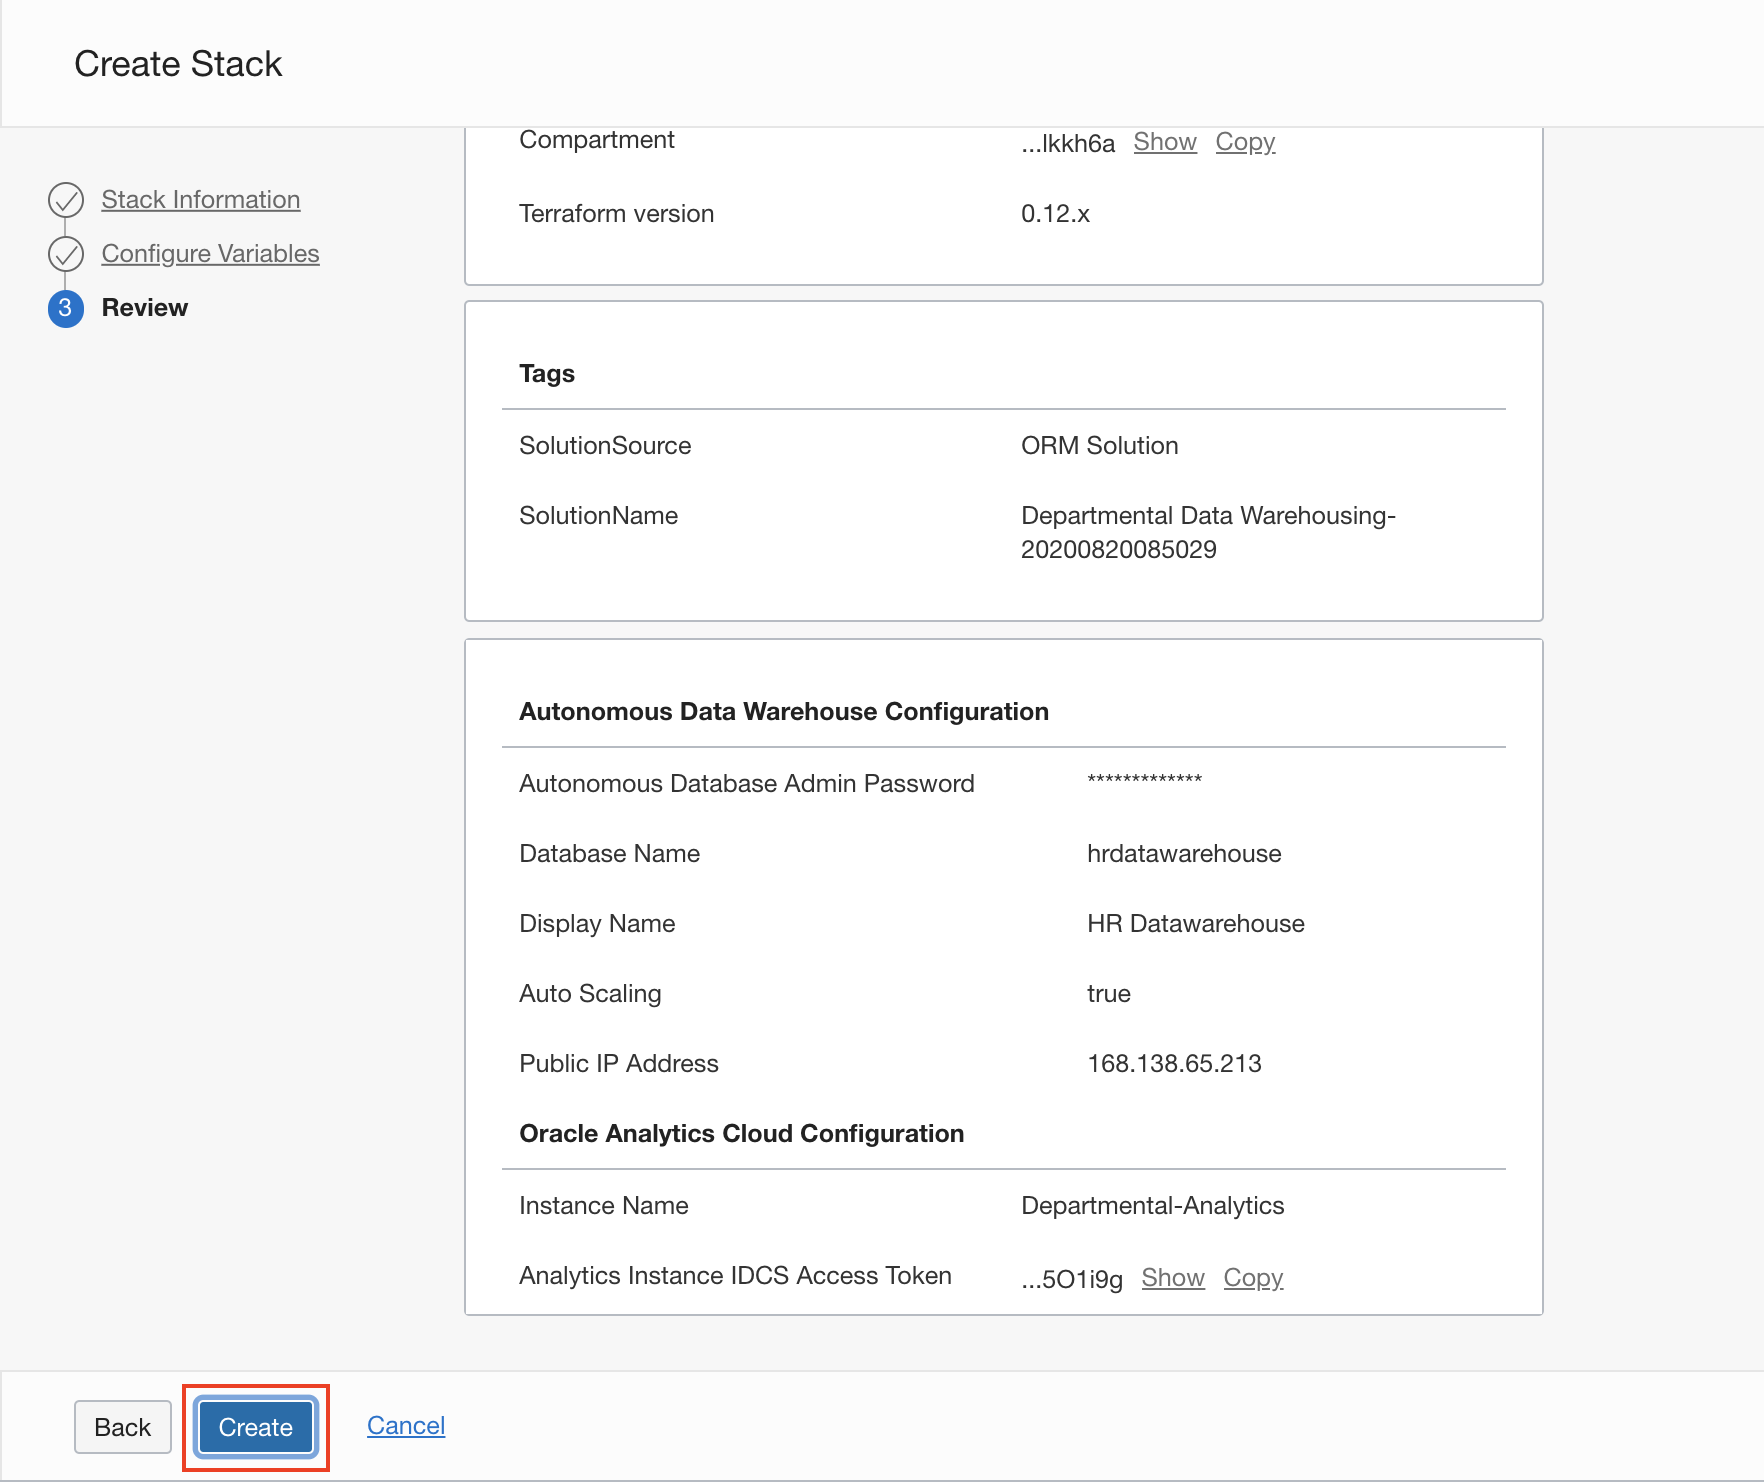 Create Stack
Compartment ...lkkh6a Show Copy
Stack Information
Terraform version 0.12.x
Configure Variables
3 Review
Tags
SolutionSource ORM Solution
SolutionName Departmental Data Warehousing-
20200820085029
Autonomous Data Warehouse Configuration
Autonomous Database Admin Password *************
Database Name hrdatawarehouse
Display Name HR Datawarehouse
Auto Scaling true
Public IP Address 168.138.65.213
Oracle Analytics Cloud Configuration
Instance Name Departmental-Analytics
Analytics Instance IDCS Access Token ...5O1i9g Show Copy
Back Create Cancel